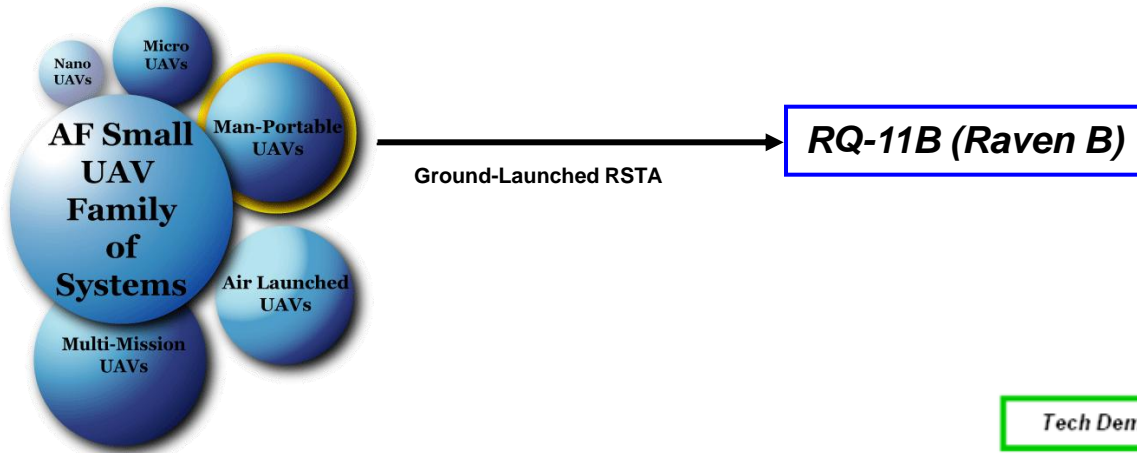 Nano
UAVs
Micro
UAVs
Man-Portable
UAVs
AF Small
UAV
Family
of
Systems
Air Launched
UAVs
Multi-Mission
UAVs
Ground-Launched RSTA
RQ-11B (Raven B)
Tech